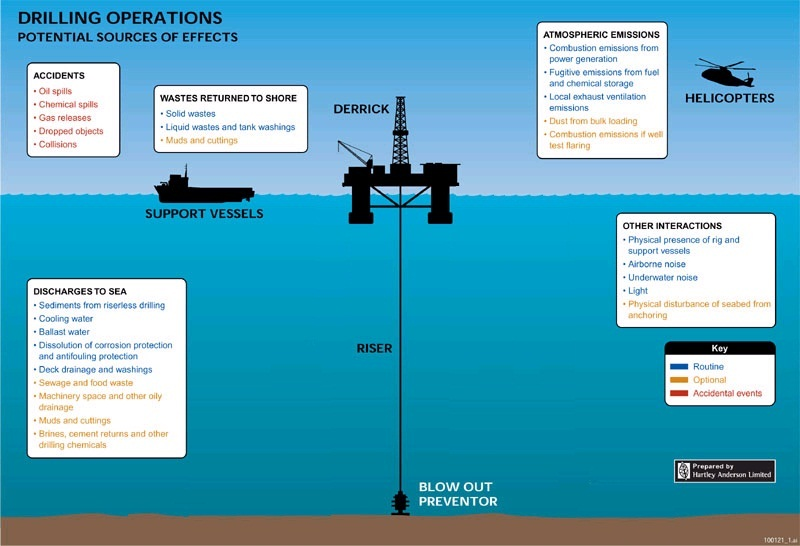 DRILLING OPERATIONS
POTENTIAL SOURCES OF EFFECTS
ACCIDENTS
• Oil spills
• Chemical spills
• Gas releases
• Dropped objects
• Collisions
WASTES RETURNED TO SHORE
• Solid wastes
• Liquid wastes and tank washings
• Muds and cuttings
DERRICK
ATMOSPHERIC EMISSIONS
• Combustion emissions from
power generation
• Fugitive emissions from fuel
and chemical storage
• Local exhaust ventilation
emissions
• Dust from bulk loading
• Combustion emissions if well
test flaring
HELICOPTERS
SUPPORT VESSELS
OTHER INTERACTIONS
• Physical presence of rig and
support vessels
• Airborne noise
• Underwater noise
• Light
• Physical disturbance of seabed from
anchoring
DISCHARGES TO SEA
• Sediments from riserless drilling
• Cooling water
• Ballast water
• Dissolution of corrosion protection
and antifouling protection
• Deck drainage and washings
• Sewage and food waste
• Machinery space and other oily
drainage
• Muds and cuttings
• Brines, cement returns and other
drilling chemicals
RISER
Key
Routine
Optional
Accidental events
BLOW OUT
PREVENTOR
Prepared by
Hartley Anderson Limited
100121_1.ai